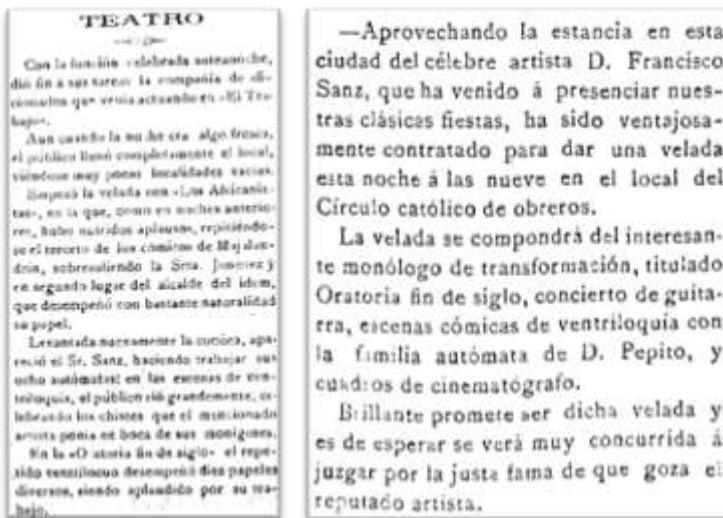 TEATRO
Con la función celebrada anteanoche,
dió fin á sus tareas la compañía de afi-
cionados que venía actuando en «El Tra-
bajo».
Aun cuando la noche era algo fresca,
el público llenó completamente el local,
viéndose muy pocas localidades vacías.
Empezó la velada con «Los Africanis-
tas», en la que, como en noches anterio-
res, hubo nutridos aplausos, repitiéndo-
se el terceto de los cómicos de
sobresaliendo la Srta. Jimenez y
en segundo lugar del alcalde del idem,
que desempeñó con bastante naturalidad
su papel.
Levantada nuevamente la cortina, apa-
reció el Sr. Sanz, haciendo trabajar sus
ocho autómatas: en las escenas de ven-
triloquia, el público rió grandemente, ce-
lebrando los chistes que el mencionado
artista ponía en boca de sus monigotes.
En la «Oratoria fin de siglo» el repe-
tido ventrílocuo desempeñó diez papeles
diversos, siendo aplaudido por su tra-
bajo.
—Aprovechando la estancia en esta
ciudad del célebre artista D. Francisco
Sanz, que ha venido á presenciar nues-
tras clásicas fiestas, ha sido ventajosa-
mente contratado para dar una velada
esta noche á las nueve en el local del
Círculo católico de obreros.
La velada se compondrá del interesan-
te monólogo de transformación, titulado
Oratoria fin de siglo, concierto de guita-
rra, escenas cómicas de ventriloquía con
la familia autómata de D. Pepito, y
cuadros de cinematógrafo.
Brillante promete ser dicha velada y
es de esperar se verá muy concurrida á
juzgar por la justa fama de que goza el
reputado artista.